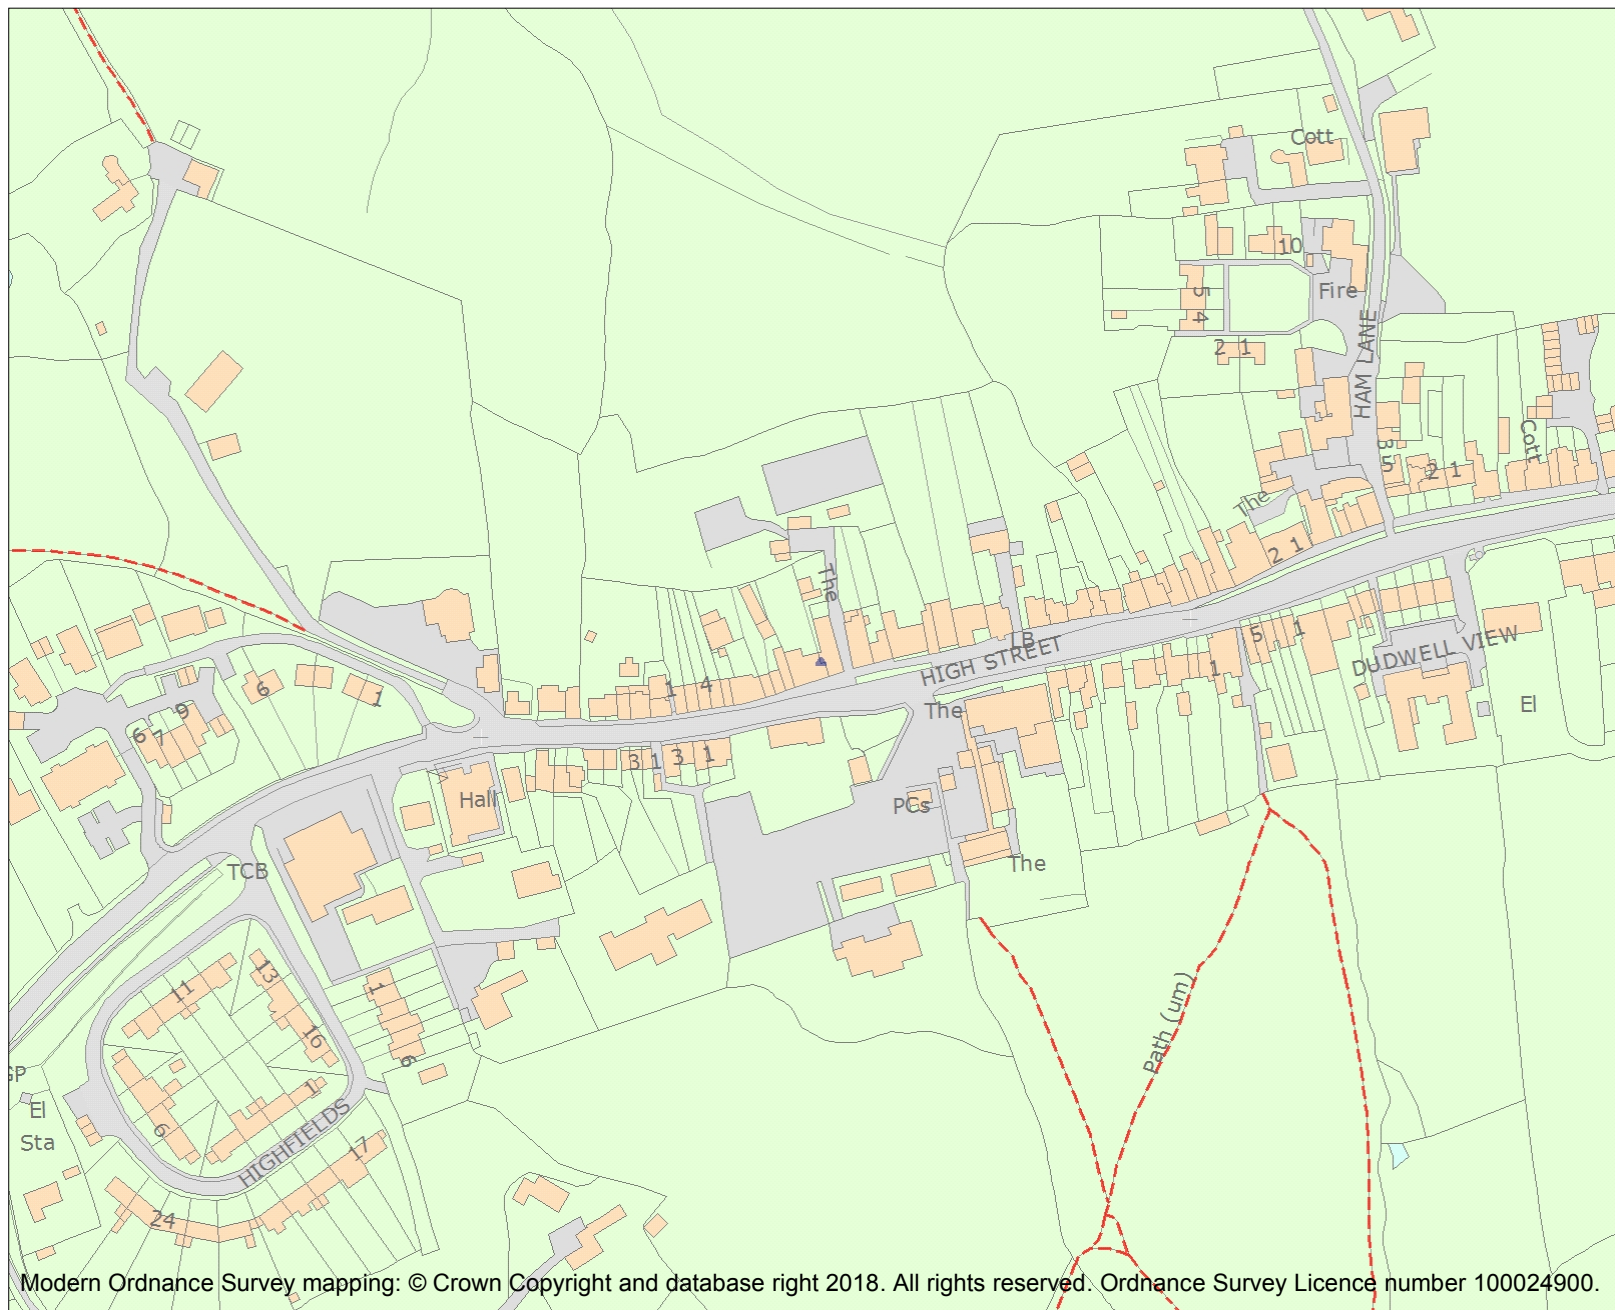 Cott
10
Fire
5
4
2 1
HAM LANE
3
5
2 1
Cott
The
2 1
The
LB
HIGH STREET
5
1
1
DUDWELL VIEW
El
The
1
4
6
1
9
7
6
3 1 3 1
Hall
PCs
The
TCB
11
13
16
1
6
Path (um)
GP
El
Sta
1
6
HIGHFIELDS
17
24
Modern Ordnance Survey mapping: © Crown Copyright and database right 2018. All rights reserved. Ordnance Survey Licence number 100024900.